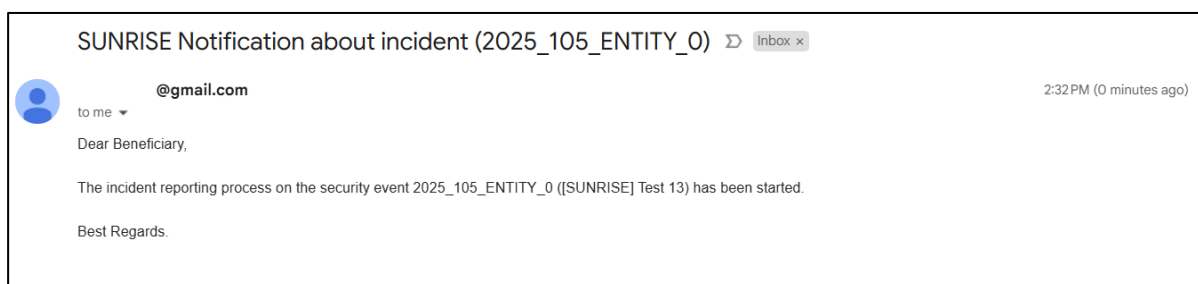 SUNRISE Notification about incident (2025_105_ENTITY_0) Inbox ×
@gmail.com 2:32 PM (0 minutes ago)
to me
Dear Beneficiary,
The incident reporting process on the security event 2025_105_ENTITY_0 ([SUNRISE] Test 13) has been started.
Best Regards.